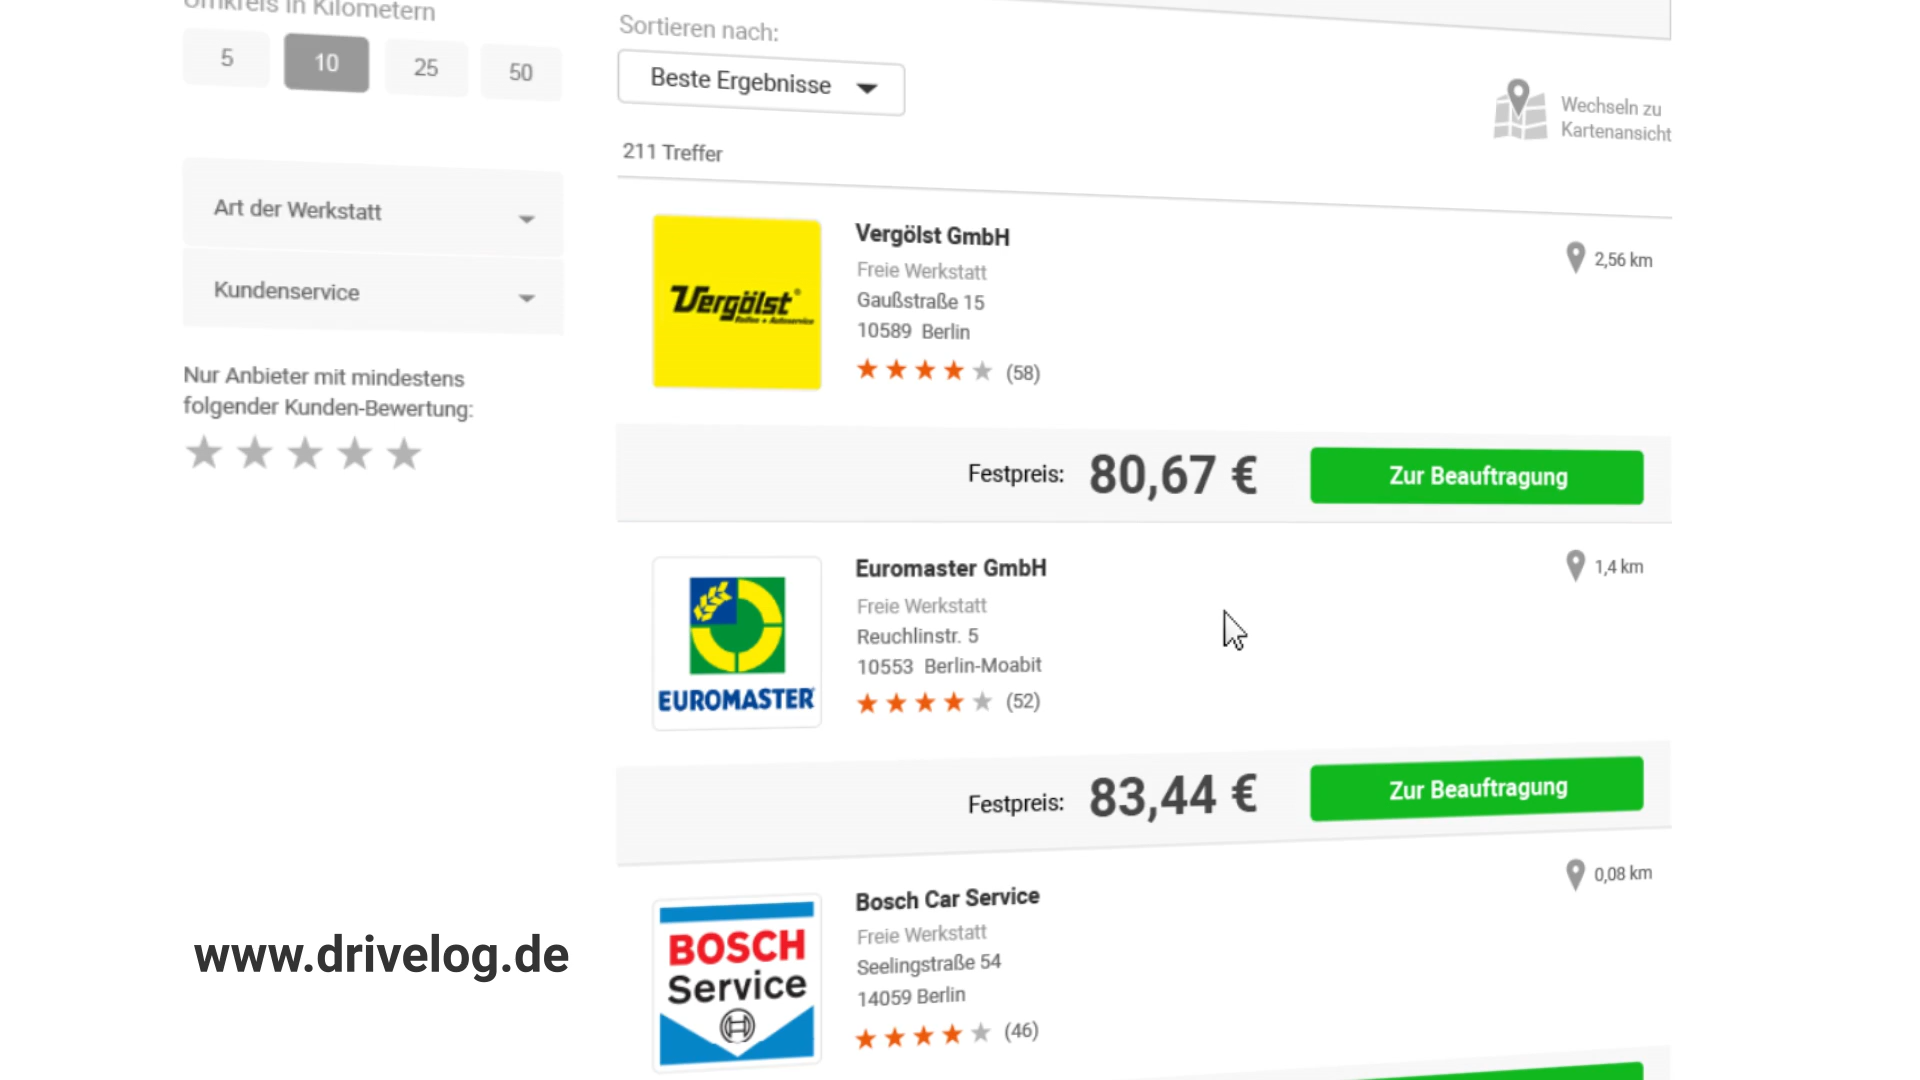 Umkreis in Kilometern
5
10
25
50
Art der Werkstatt
Kundenservice
Nur Anbieter mit mindestens
folgender Kunden-Bewertung:
www.drivelog.de
Sortieren nach:
Beste Ergebnisse
Wechseln zu
Kartenansicht
211 Treffer
Vergölst
Reifen + Autoservice
Vergölst GmbH
Freie Werkstatt
Gaußstraße 15
10589 Berlin
(58)
2,56 km
Festpreis: 80,67 €
Zur Beauftragung
EUROMASTER
Euromaster GmbH
Freie Werkstatt
Reuchlinstr. 5
10553 Berlin-Moabit
(52)
1,4 km
Festpreis: 83,44 €
Zur Beauftragung
BOSCH
Service
Bosch Car Service
Freie Werkstatt
Seelingstraße 54
14059 Berlin
(46)
0,08 km